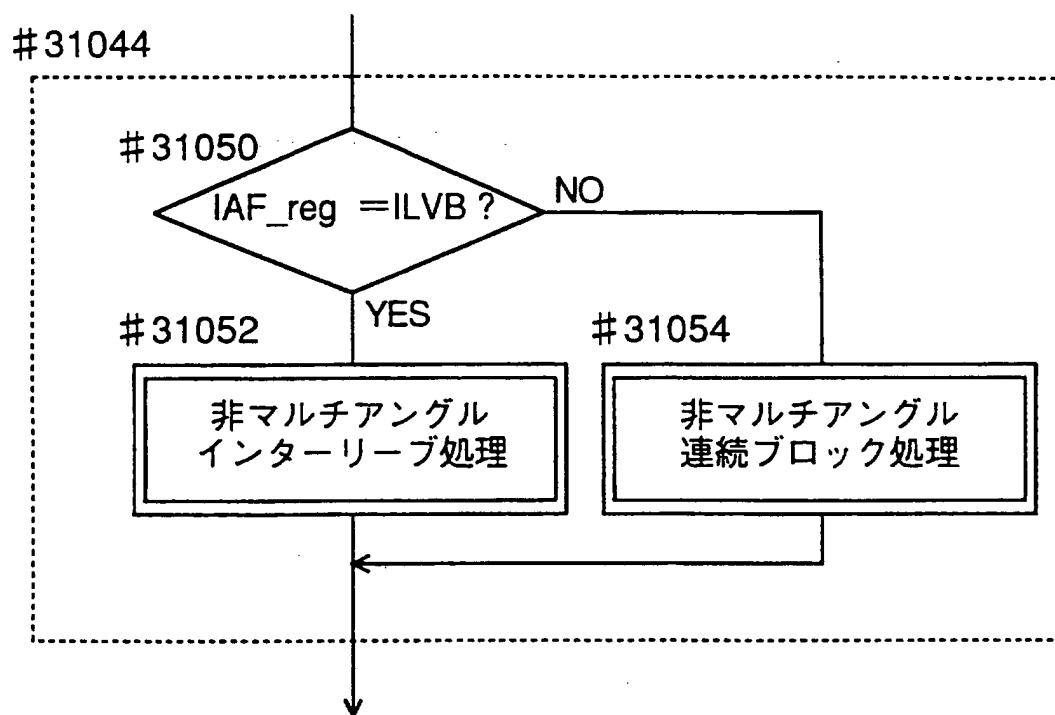 #31044
#31050
IAF_reg =ILVB ?
NO
YES
#31052
#31054
非マルチアングル
インターリーブ処理
非マルチアングル
連続ブロック処理